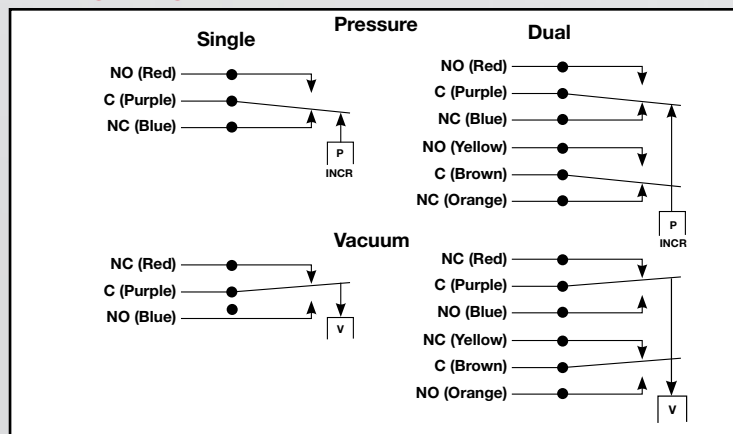 Pressure
Single
NO (Red)
C (Purple)
NC (Blue)
P
INCR
Dual
NO (Red)
C (Purple)
NC (Blue)
NO (Yellow)
C (Brown)
NC (Orange)
P
INCR
Vacuum
NC (Red)
C (Purple)
NO (Blue)
V
NC (Red)
C (Purple)
NO (Blue)
NC (Yellow)
C (Brown)
NO (Orange)
V